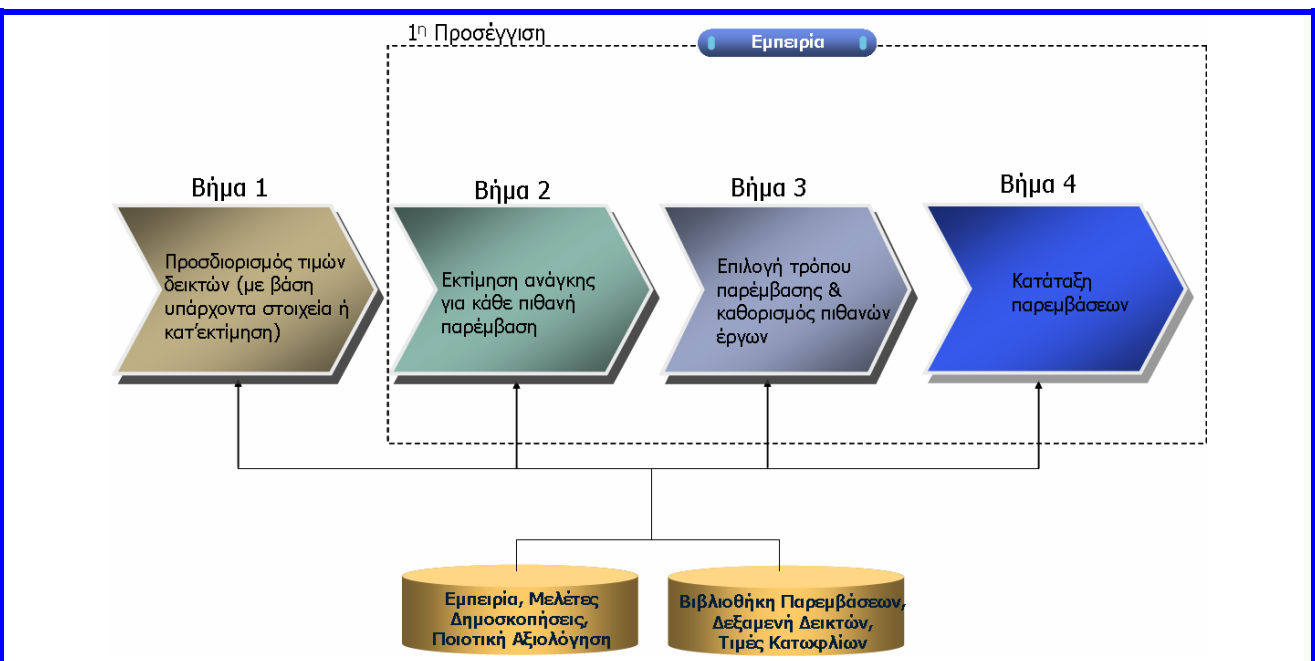 1η Προσέγγιση
Εμπειρία
Βήμα 1
Προσδιορισμός τιμών
δεικτών (με βάση
υπάρχοντα στοιχεία ή
κατ'εκτίμηση)
Βήμα 2
Εκτίμηση ανάγκης
για κάθε πιθανή
παρέμβαση
Βήμα 3
Επιλογή τρόπου
παρέμβασης &
καθορισμός πιθανών
έργων
Βήμα 4
Κατάταξη
παρεμβάσεων
Εμπειρία, Μελέτες
Δημοσκοπήσεις,
Ποιοτική Αξιολόγηση
Βιβλιοθήκη Παρεμβάσεων,
Δεξαμενή Δεικτών,
Τιμές Κατωφλίων